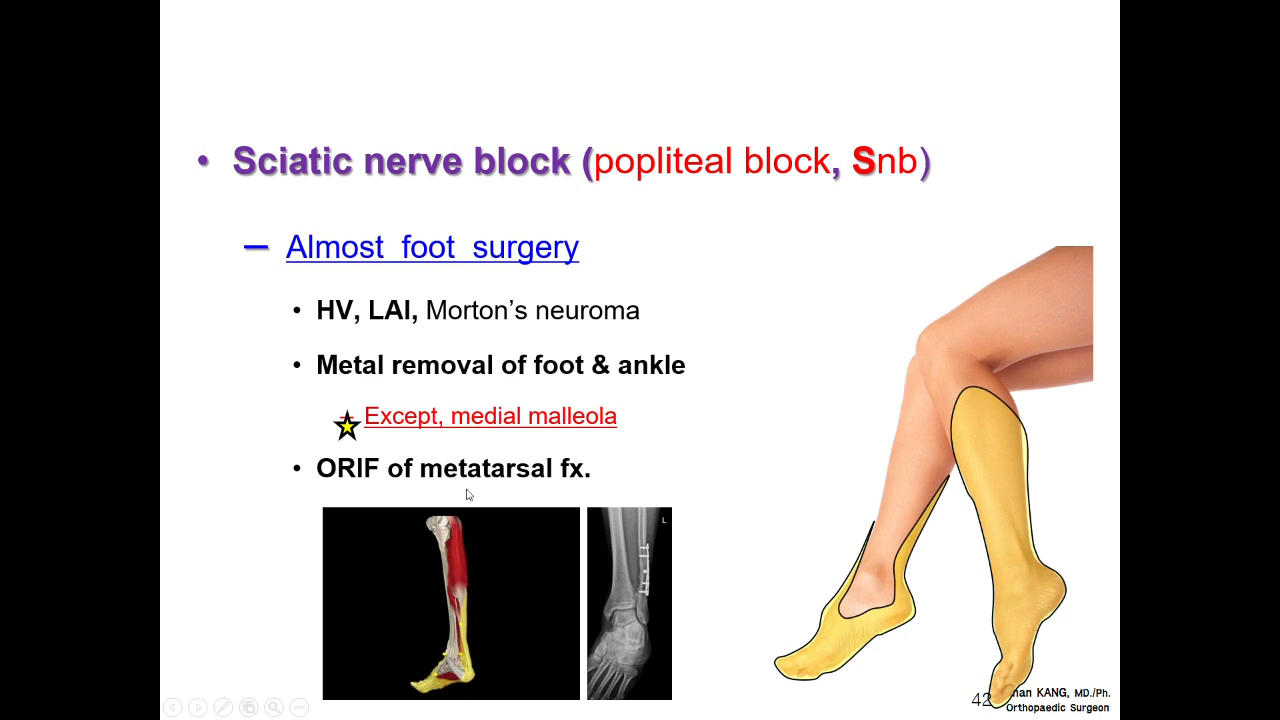 • Sciatic nerve block (popliteal block, Snb)
– Almost foot surgery
• HV, LAI, Morton’s neuroma
• Metal removal of foot & ankle
Except, medial malleola
• ORIF of metatarsal fx.
L
42
KANG, MD./Ph.
Orthopaedic Surgeon